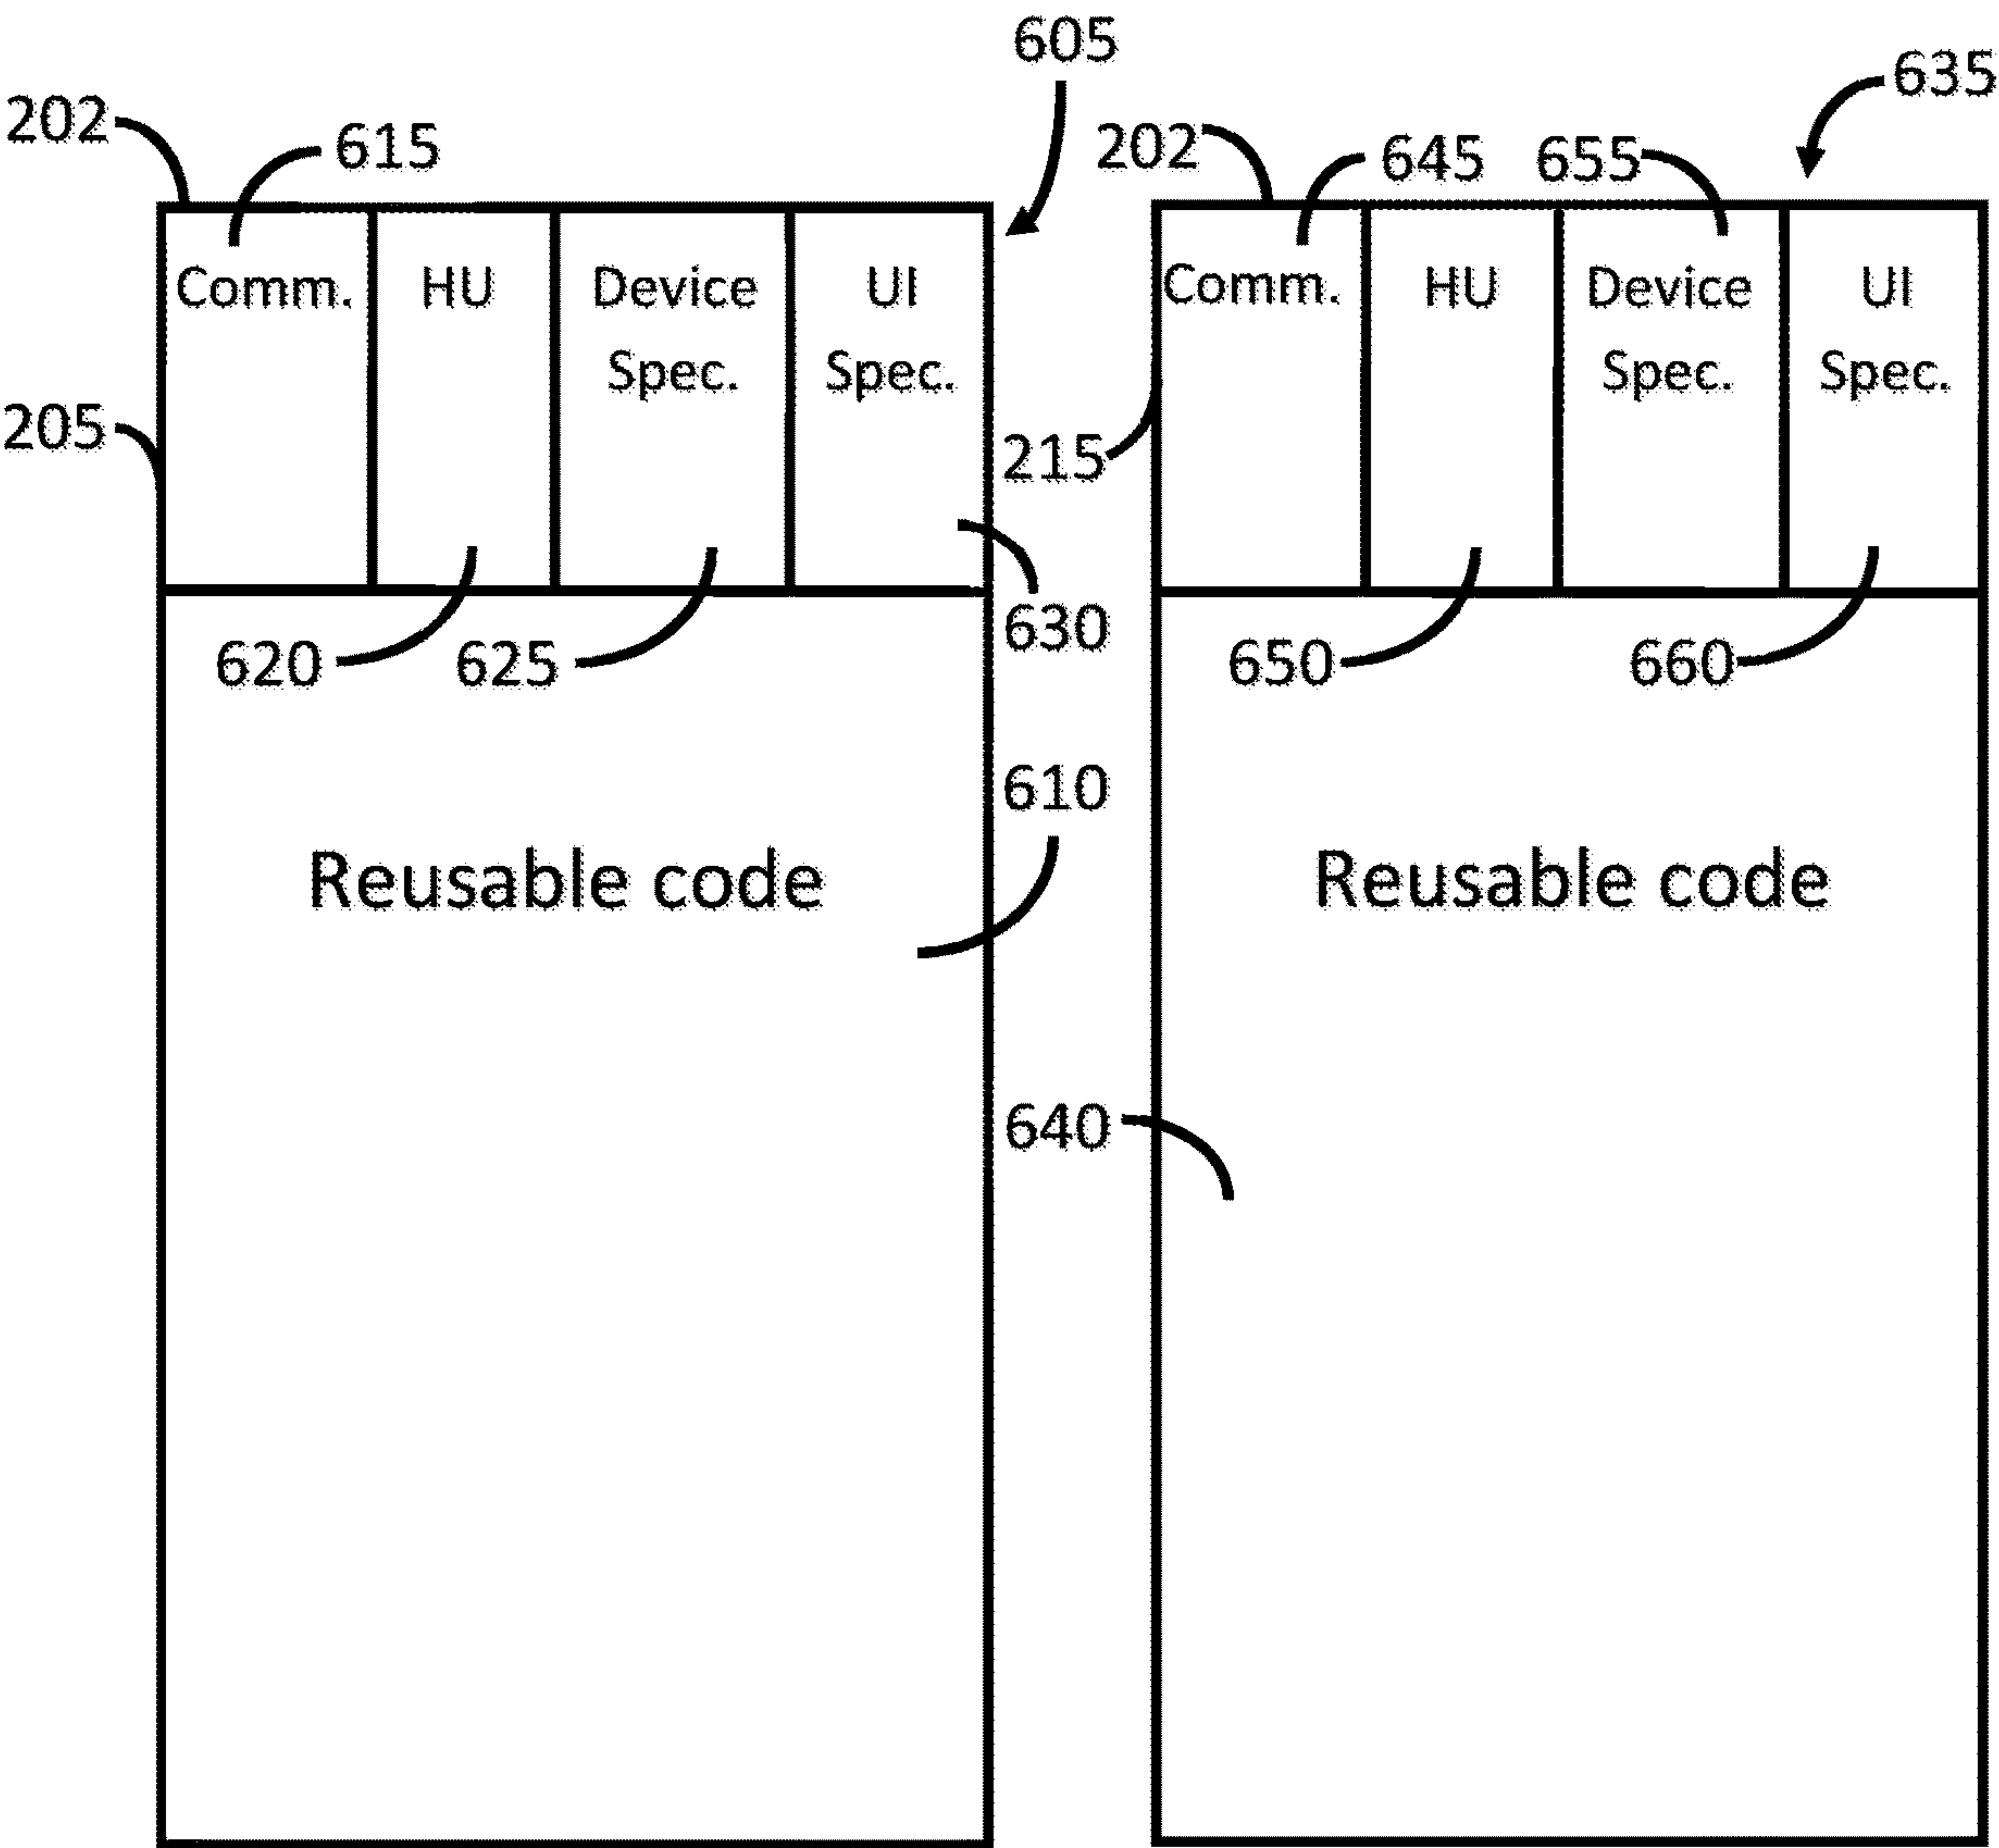 605
635
202
615
202
645
655
Comm.
HU
Device
Spec.
UI
Spec.
Comm.
HU
Device
Spec.
UI
Spec.
205
215
630
620
625
650
660
610
Reusable code
Reusable code
640